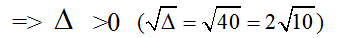 => Δ >0 (√Δ = √40 = 2√10)